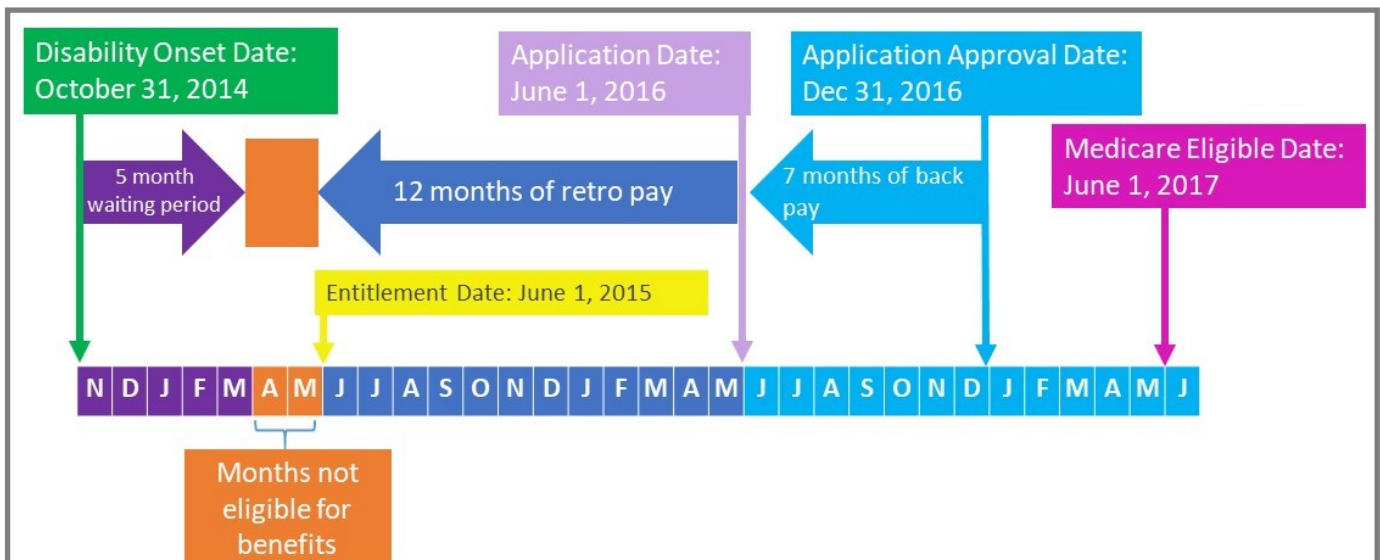 Disability Onset Date:
October 31, 2014
Application Date:
June 1, 2016
Application Approval Date:
Dec 31, 2016
Medicare Eligible Date:
June 1, 2017
5 month
waiting period
12 months of retro pay
7 months of back
pay
Entitlement Date: June 1, 2015
N D J F M A M J J A S O N D J F M A M J J A S O N D J F M A M J
Months not
eligible for
benefits